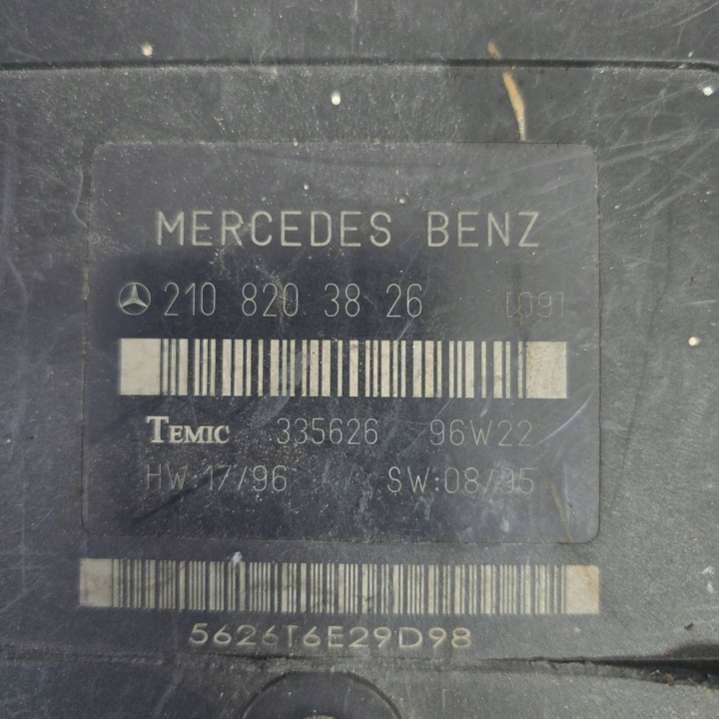 MERCEDES BENZ
210 820 38 26
TEMIC 335626 96W22
HW:17/96 SW:08/95
5626T6E29D98